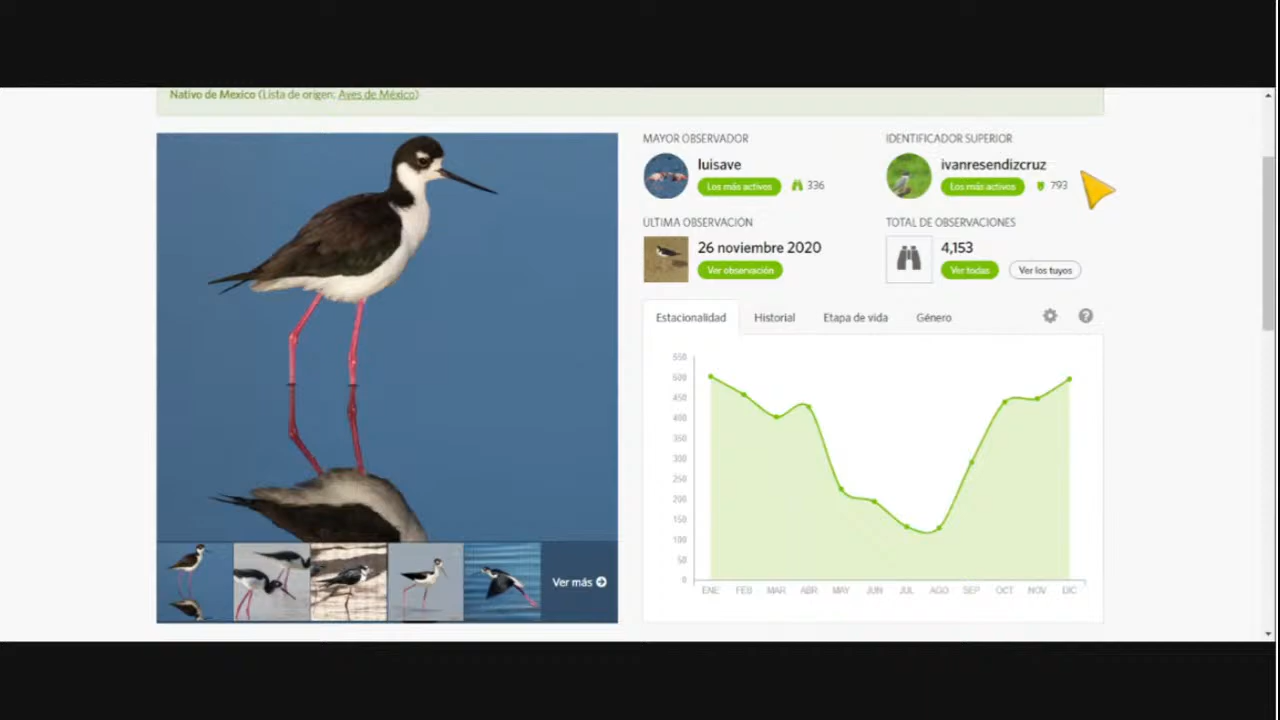 Nativo de Mexico (Lista de origen: Aves de México)
MAYOR OBSERVADOR
luisave
Los más activos 336
IDENTIFICADOR SUPERIOR
ivanresendizcruz
Los más activos 793
ULTIMA OBSERVACIÓN
26 noviembre 2020
Ver observación
TOTAL DE OBSERVACIONES
4,153
Ver todas Ver los tuyos
Estacionalidad Historial Etapa de vida Género
550
500
450
400
350
300
250
200
150
100
50
0
ENE FEB MAR ABR MAY JUN JUL AGO SEP OCT NOV DIC
Ver más